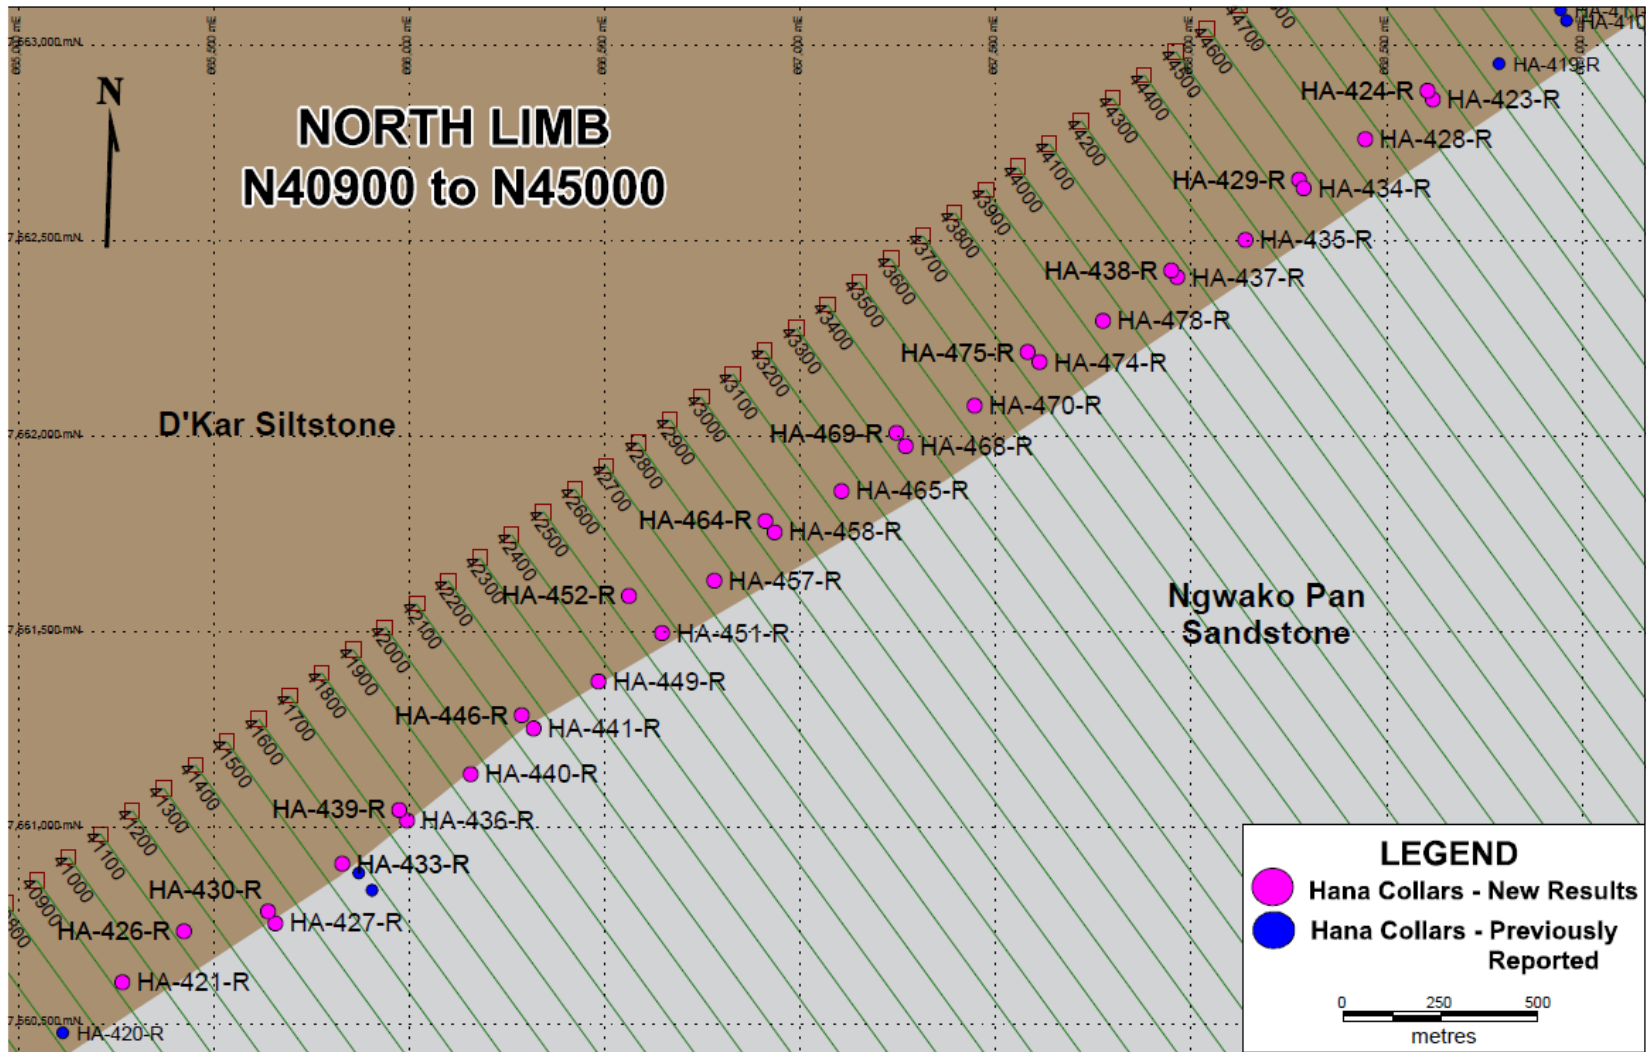 NORTH LIMB
N40900 to N45000
N
D'Kar Siltstone
Ngwako Pan
Sandstone
HA-419-R
HA-424-R
HA-423-R
HA-428-R
HA-429-R
HA-434-R
HA-435-R
HA-438-R
HA-437-R
HA-478-R
HA-475-R
HA-474-R
HA-470-R
HA-469-R
HA-468-R
HA-465-R
HA-464-R
HA-458-R
HA-457-R
HA-452-R
HA-451-R
HA-449-R
HA-446-R
HA-441-R
HA-440-R
HA-439-R
HA-436-R
HA-433-R
HA-430-R
HA-427-R
HA-426-R
HA-421-R
HA-420-R
44700
44600
44500
44400
44300
44200
44100
44000
43900
43800
43700
43600
43500
43400
43300
43200
43100
43000
42900
42800
42700
42600
42500
42400
42300
42200
42100
42000
41900
41800
41700
41600
41500
41400
41300
41200
41100
41000
40900
LEGEND
Hana Collars - New Results
Hana Collars - Previously
Reported
0 250 500
metres